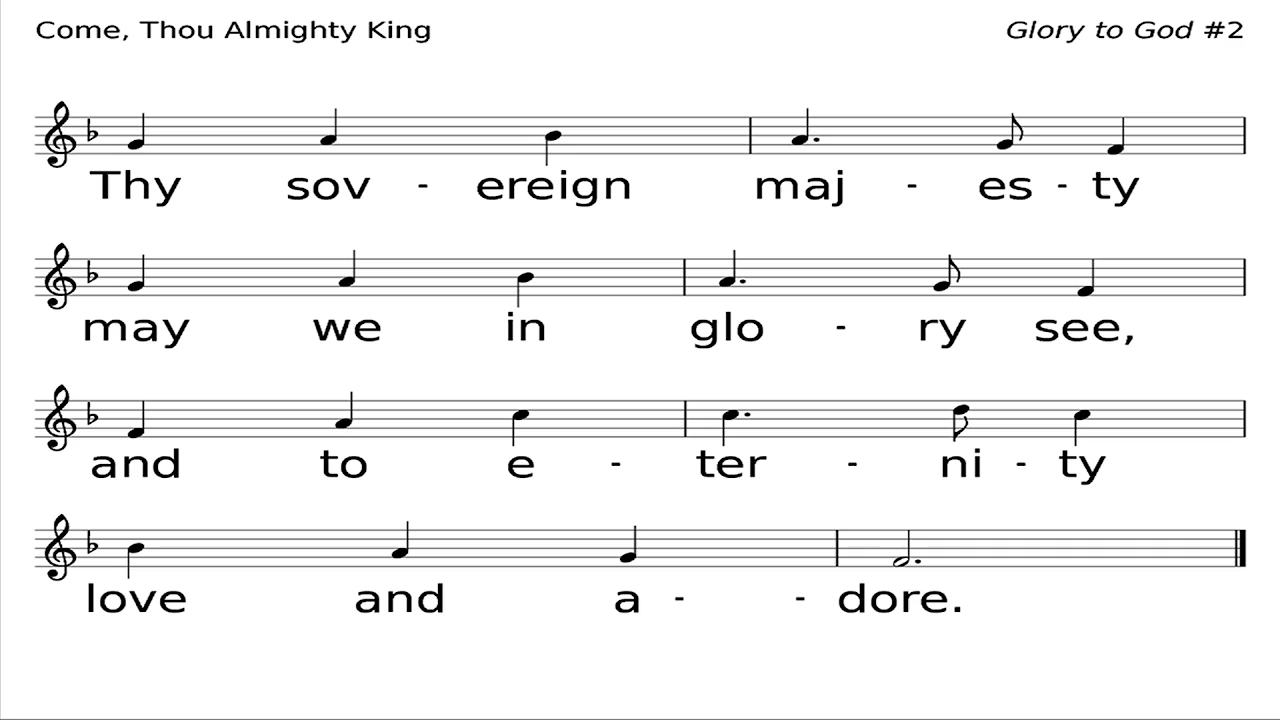 Come, Thou Almighty King Glory to God #2
Thy sov - ereign maj - es - ty
may we in glo - ry see,
and to e - ter - ni - ty
love and a - - dore.